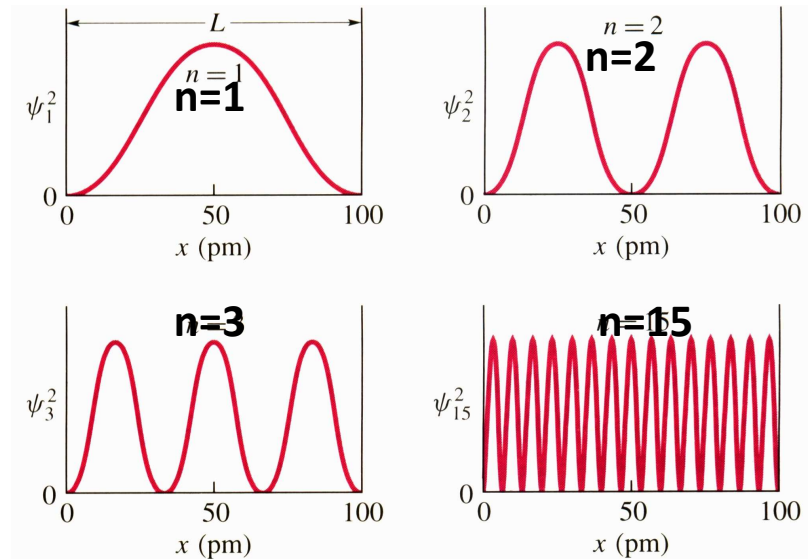 L
n = 1
n=1
ψ₁²
0
0 50 100
x (pm)
n = 2
n=2
ψ₂²
0
0 50 100
x (pm)
n=3
ψ₃²
0
0 50 100
x (pm)
n = 15
n=15
ψ₁₅²
0
0 50 100
x (pm)